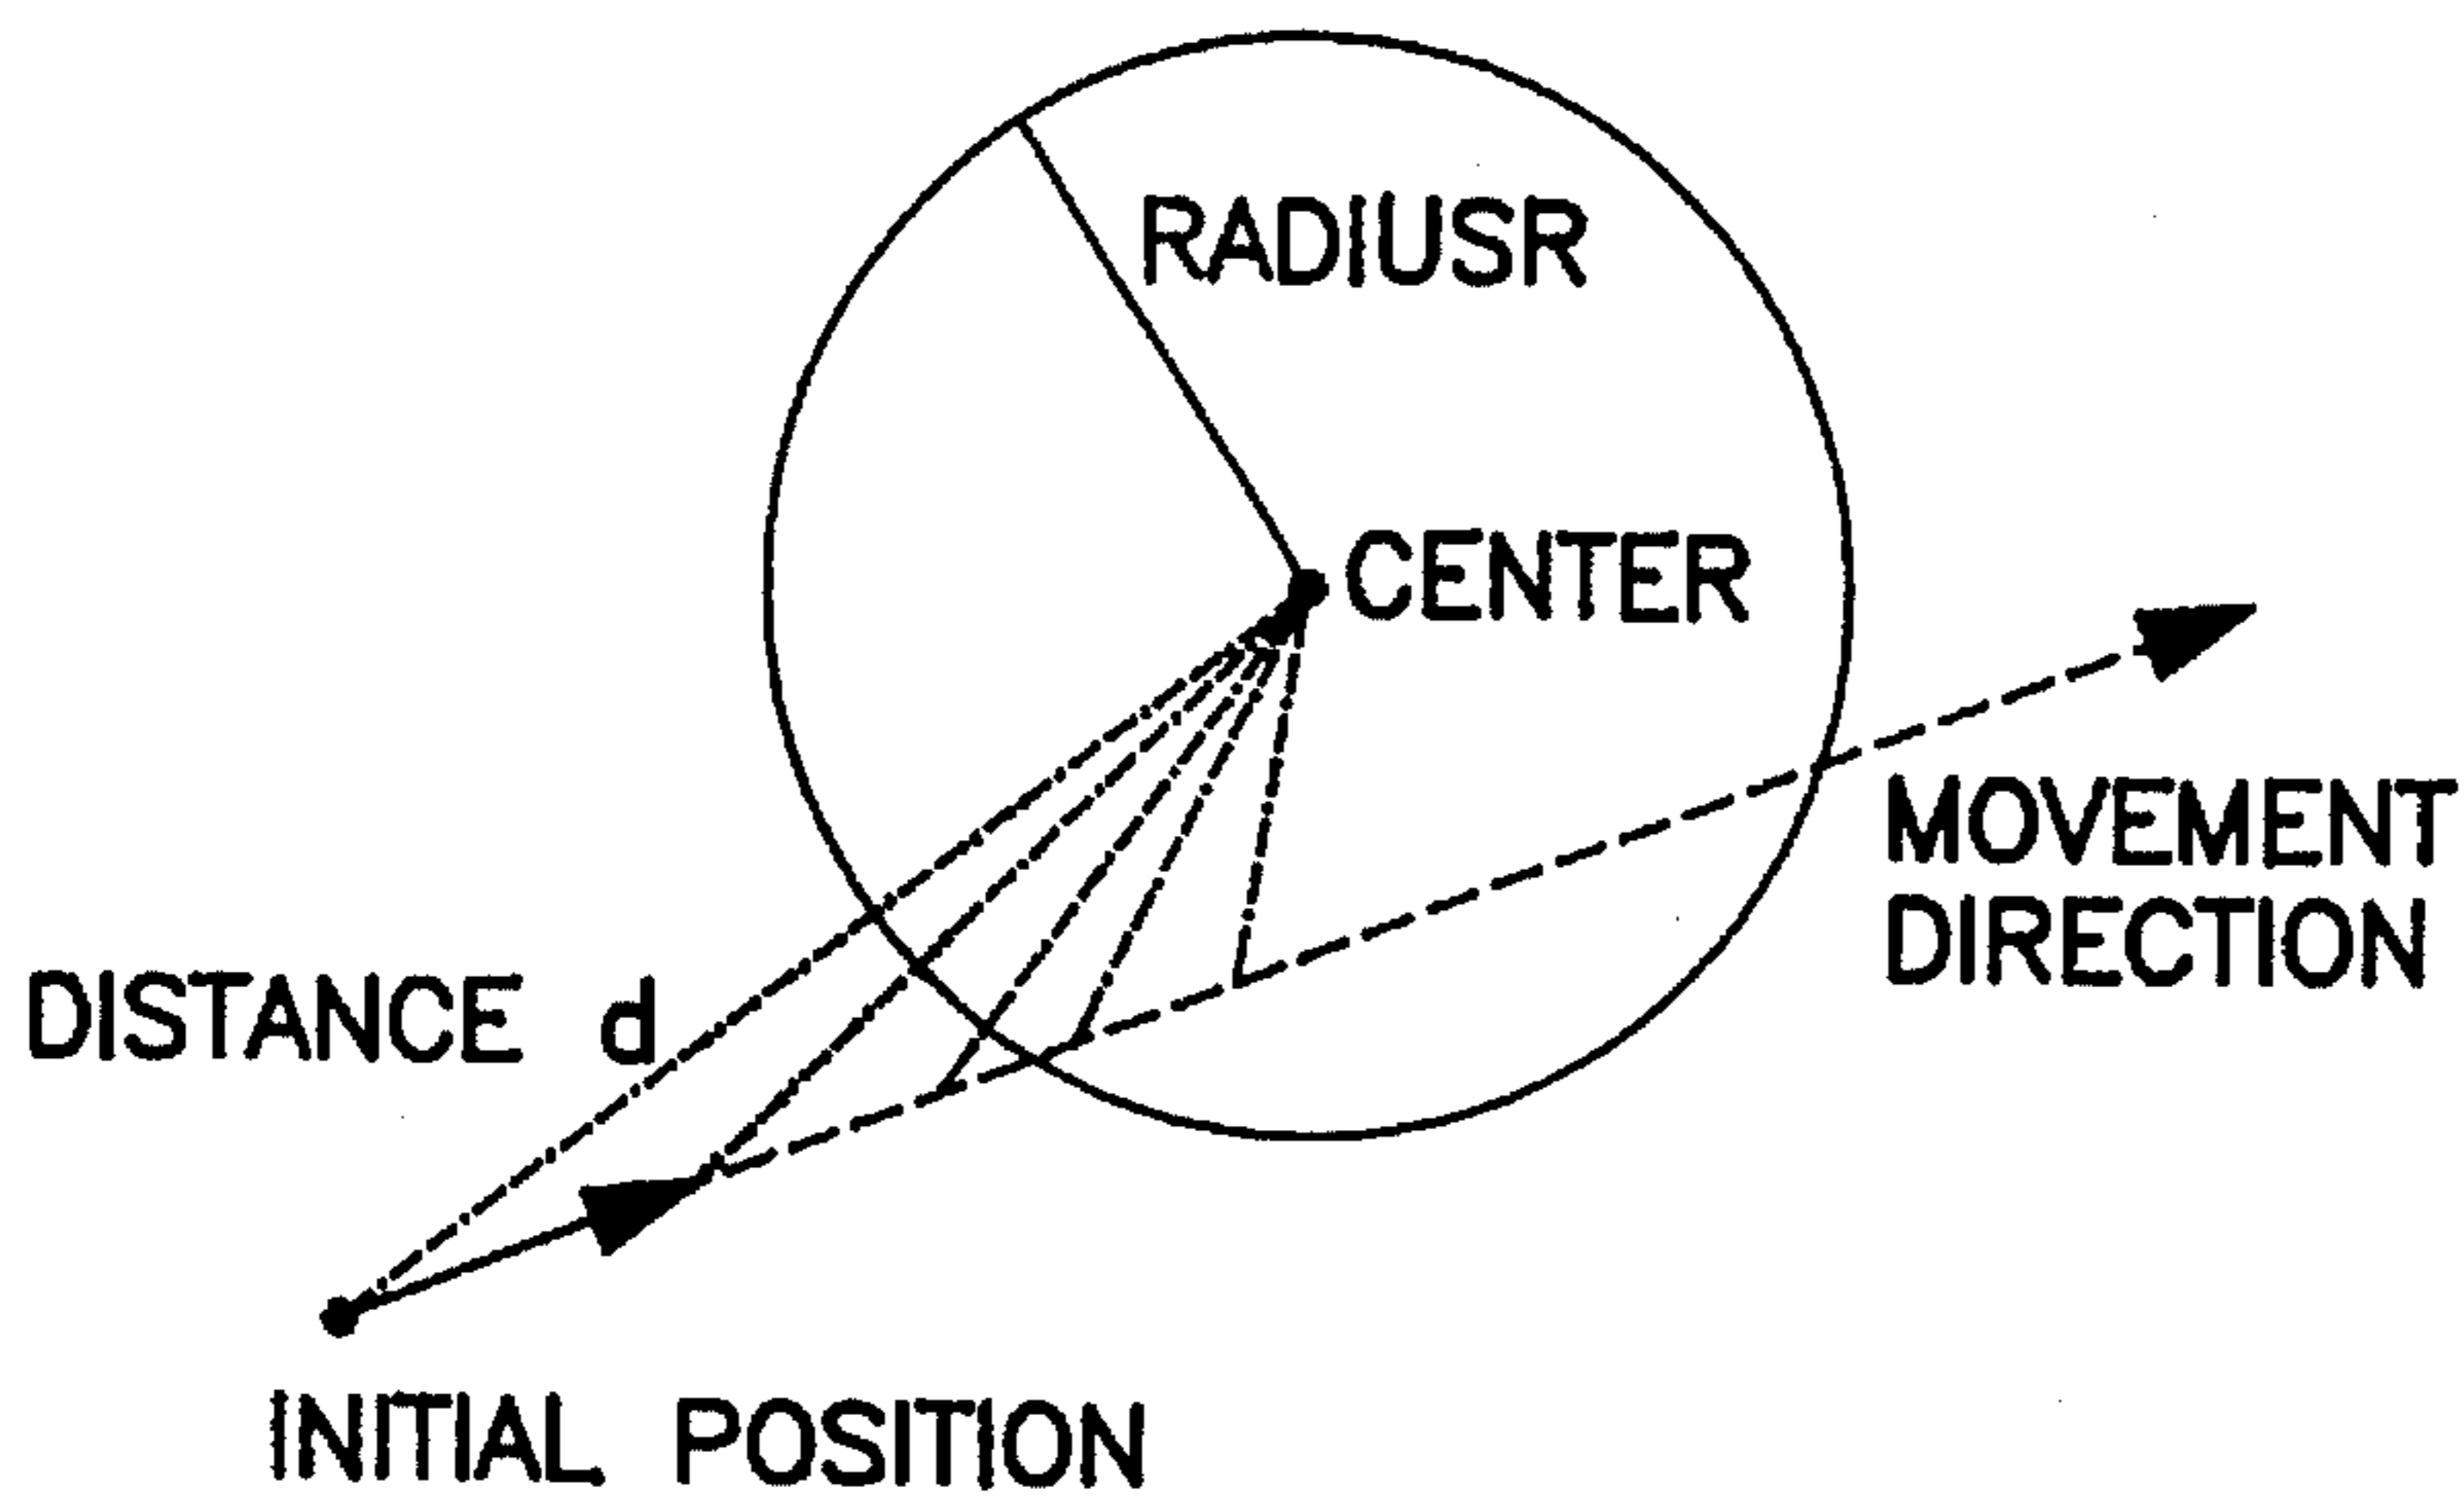 RADIUSR
CENTER
MOVEMENT
DIRECTION
DISTANCE d
INITIAL POSITION